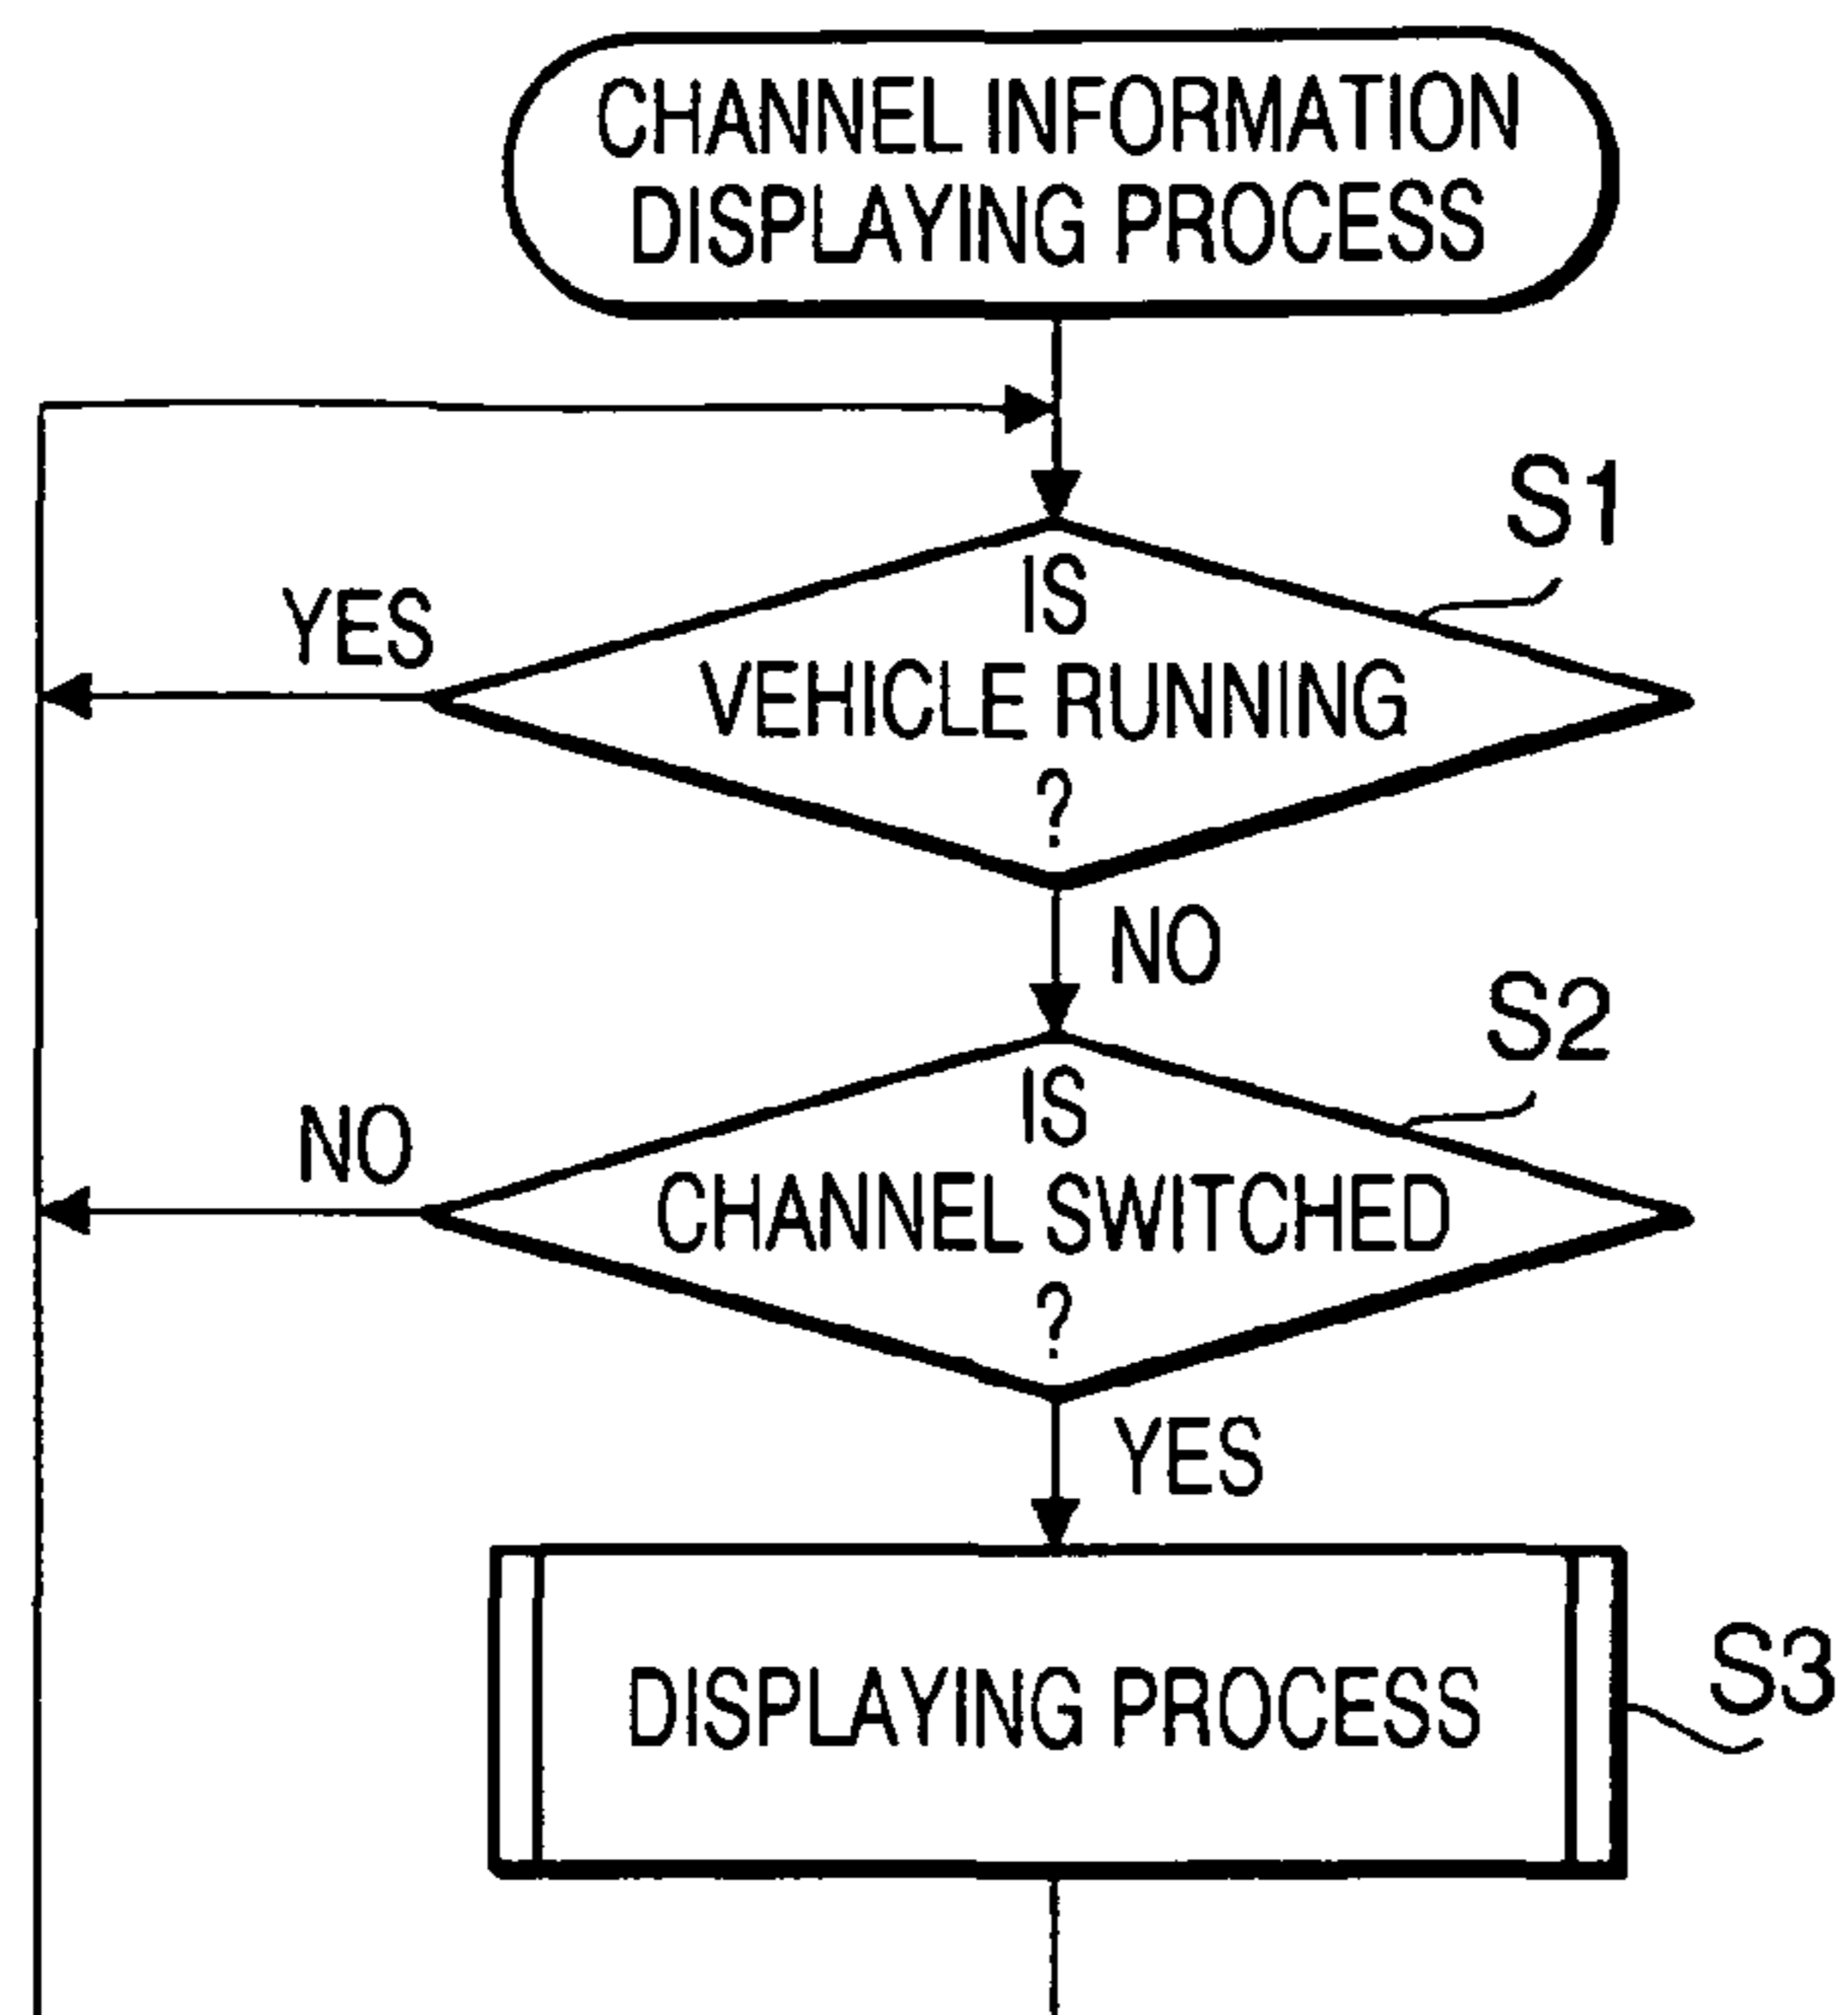 CHANNEL INFORMATION
DISPLAYING PROCESS
S1
IS
YES
VEHICLE RUNNING
?
NO
S2
IS
NO
CHANNEL SWITCHED
?
YES
DISPLAYING PROCESS
S3